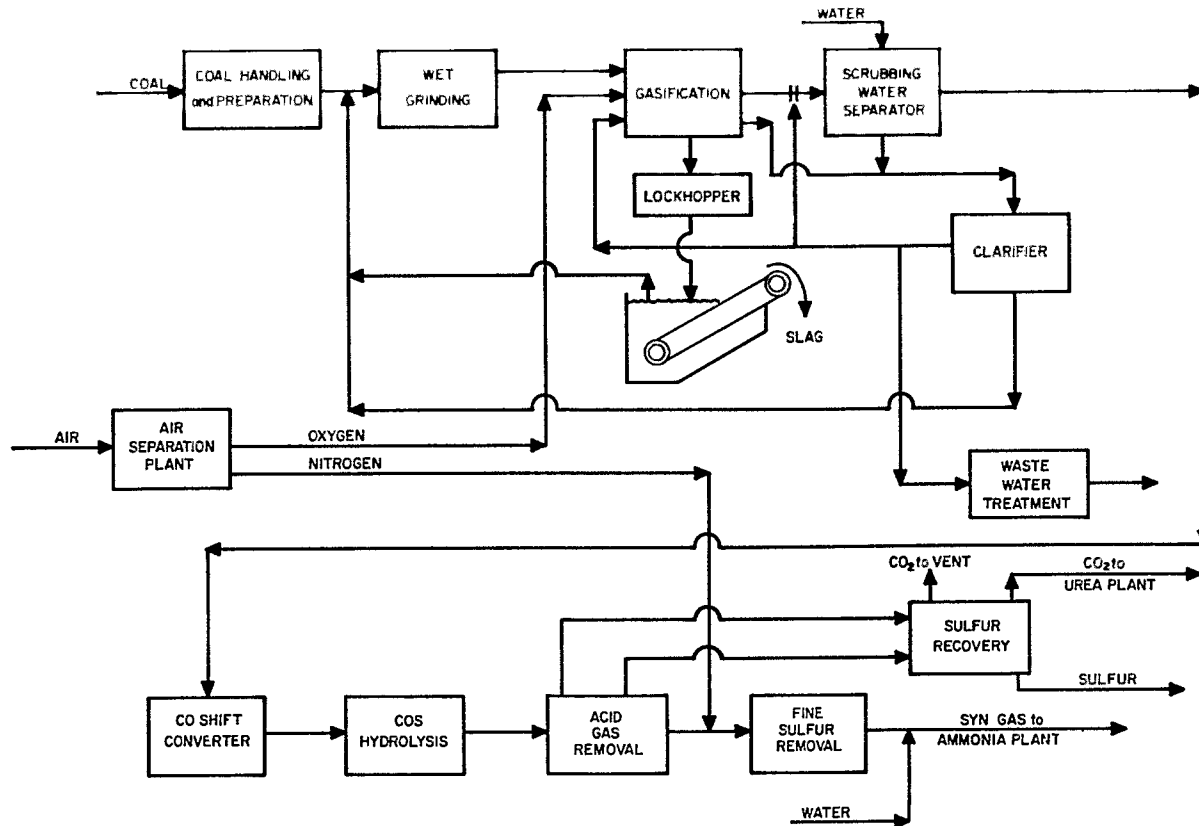 WATER
COAL
COAL HANDLING
and PREPARATION
WET
GRINDING
GASIFICATION
SCRUBBING
WATER
SEPARATOR
LOCKHOPPER
CLARIFIER
SLAG
AIR
AIR
SEPARATION
PLANT
OXYGEN
NITROGEN
WASTE
WATER
TREATMENT
CO₂ to VENT
CO₂ to
UREA PLANT
SULFUR
RECOVERY
SULFUR
CO SHIFT
CONVERTER
COS
HYDROLYSIS
ACID
GAS
REMOVAL
FINE
SULFUR
REMOVAL
SYN GAS to
AMMONIA PLANT
WATER